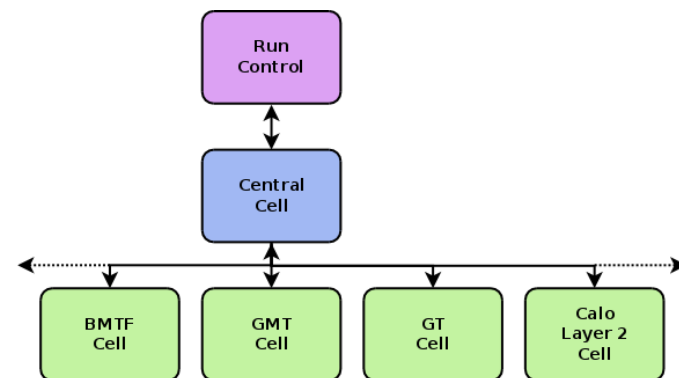 Run
Control
Central
Cell
BMTF
Cell
GMT
Cell
GT
Cell
Calo
Layer 2
Cell